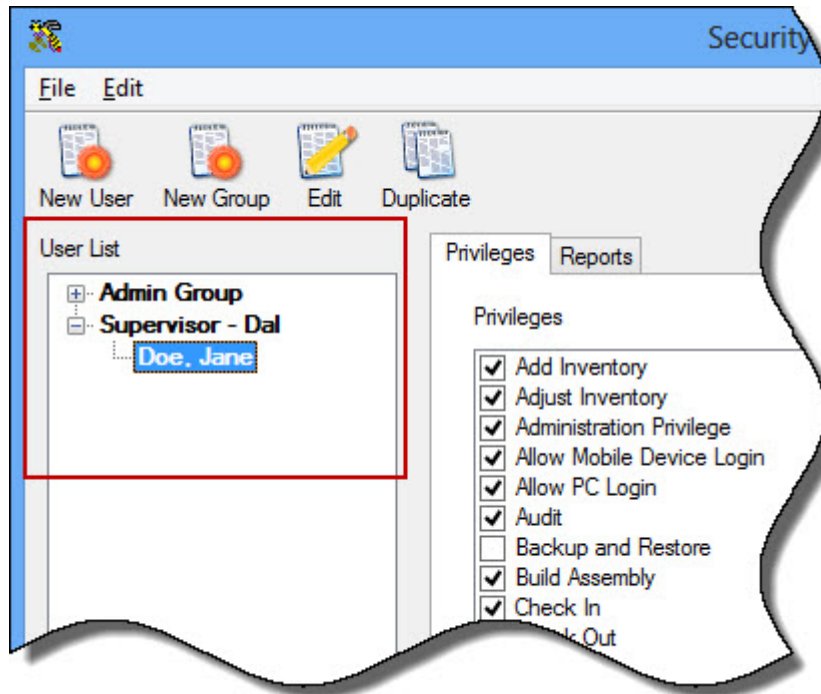 Security
File Edit
New User New Group Edit Duplicate
User List
Admin Group
Supervisor - Dal
Doe, Jane
Privileges Reports
Privileges
Add Inventory
Adjust Inventory
Administration Privilege
Allow Mobile Device Login
Allow PC Login
Audit
Backup and Restore
Build Assembly
Check In
Out